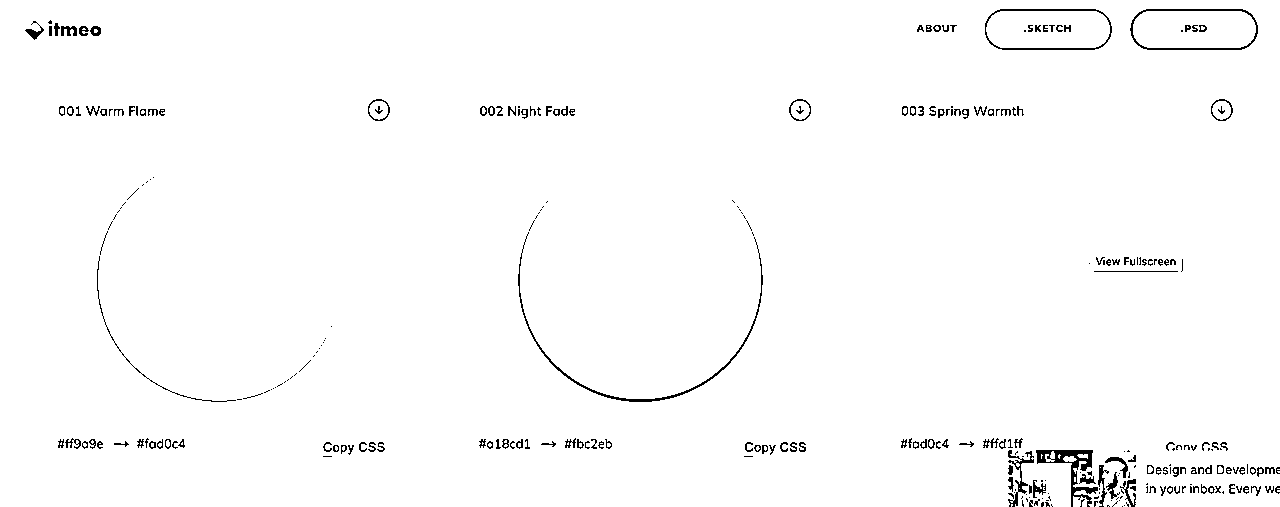 itmeo
ABOUT
.SKETCH
.PSD
001 Warm Flame
002 Night Fade
003 Spring Warmth
View Fullscreen
#ff9a9e → #fad0c4
Copy CSS
#a18cd1 → #fbc2eb
Copy CSS
#fad0c4 → #ffd1ff
Copy CSS
Design and Developme
in your inbox. Every we